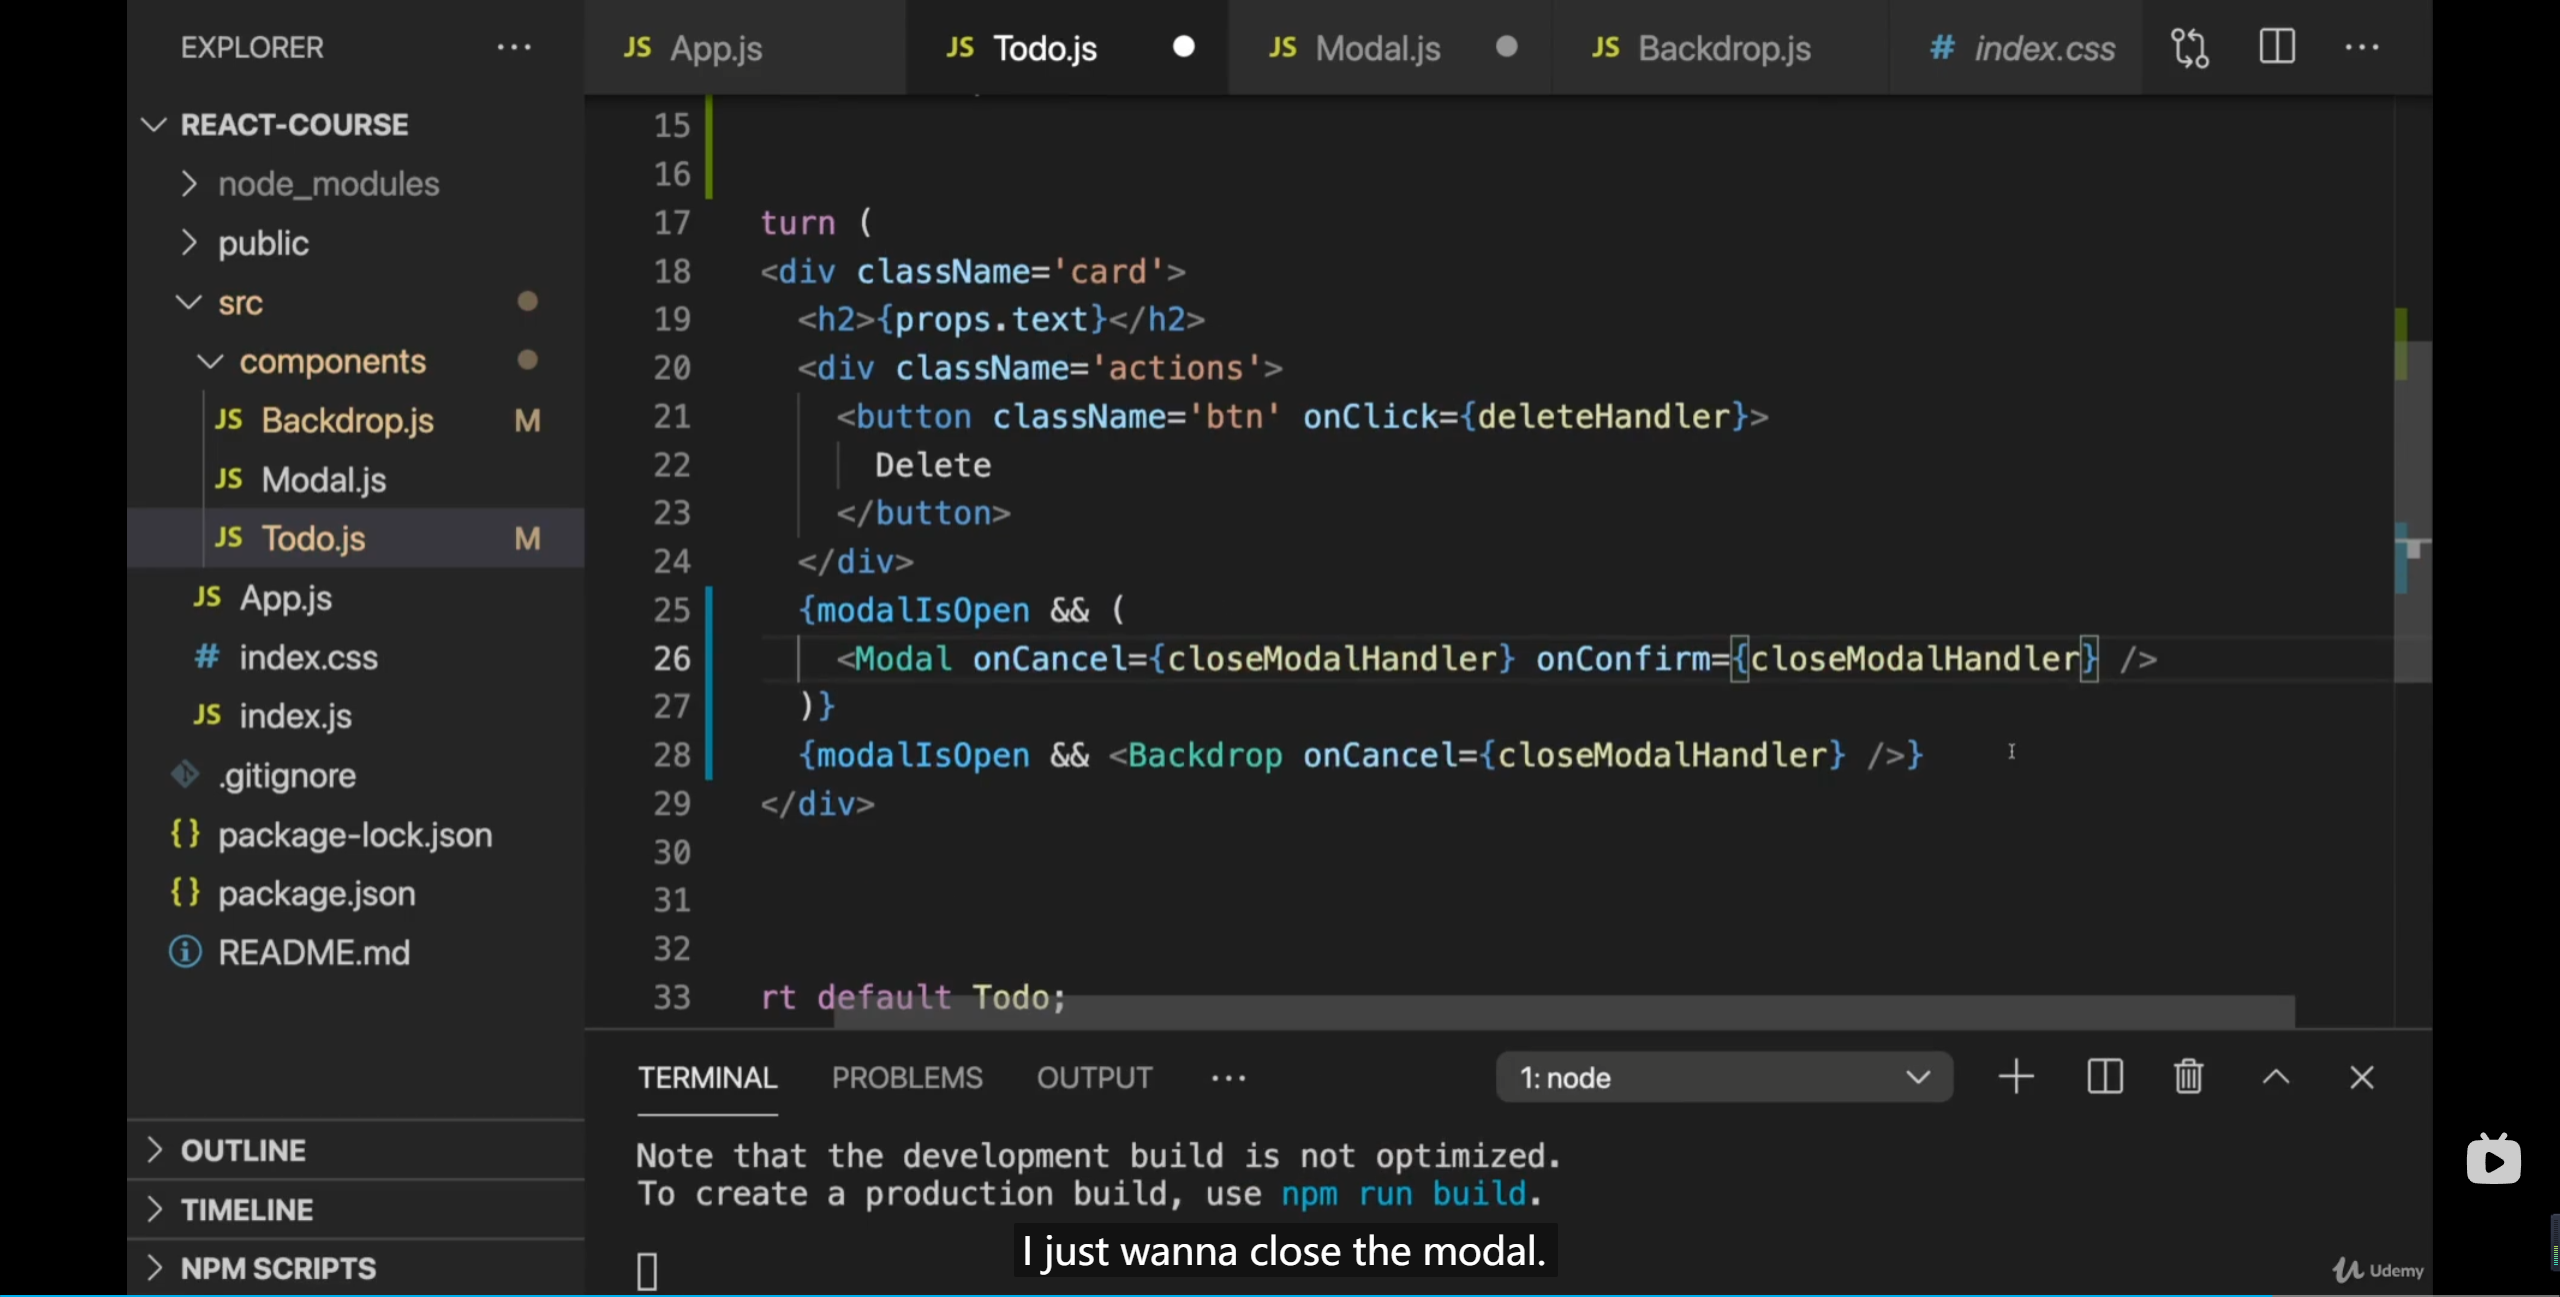 EXPLORER
REACT-COURSE
node_modules
public
src
components
JS Backdrop.js M
JS Modal.js
JS Todo.js M
JS App.js
# index.css
JS index.js
.gitignore
{} package-lock.json
{} package.json
README.md
OUTLINE
TIMELINE
NPM SCRIPTS
JS App.js JS Todo.js JS Modal.js JS Backdrop.js # index.css
15
16
17 turn (
18 <div className='card'>
19 <h2>{props.text}</h2>
20 <div className='actions'>
21 <button className='btn' onClick={deleteHandler}>
22 Delete
23 </button>
24 </div>
25 {modalIsOpen && (
26 <Modal onCancel={closeModalHandler} onConfirm={closeModalHandler} />
27 )}
28 {modalIsOpen && <Backdrop onCancel={closeModalHandler} />}
29 </div>
30
31
32
33 rt default Todo;
TERMINAL PROBLEMS OUTPUT 1: node
Note that the development build is not optimized.
To create a production build, use npm run build.
I just wanna close the modal.
Udemy